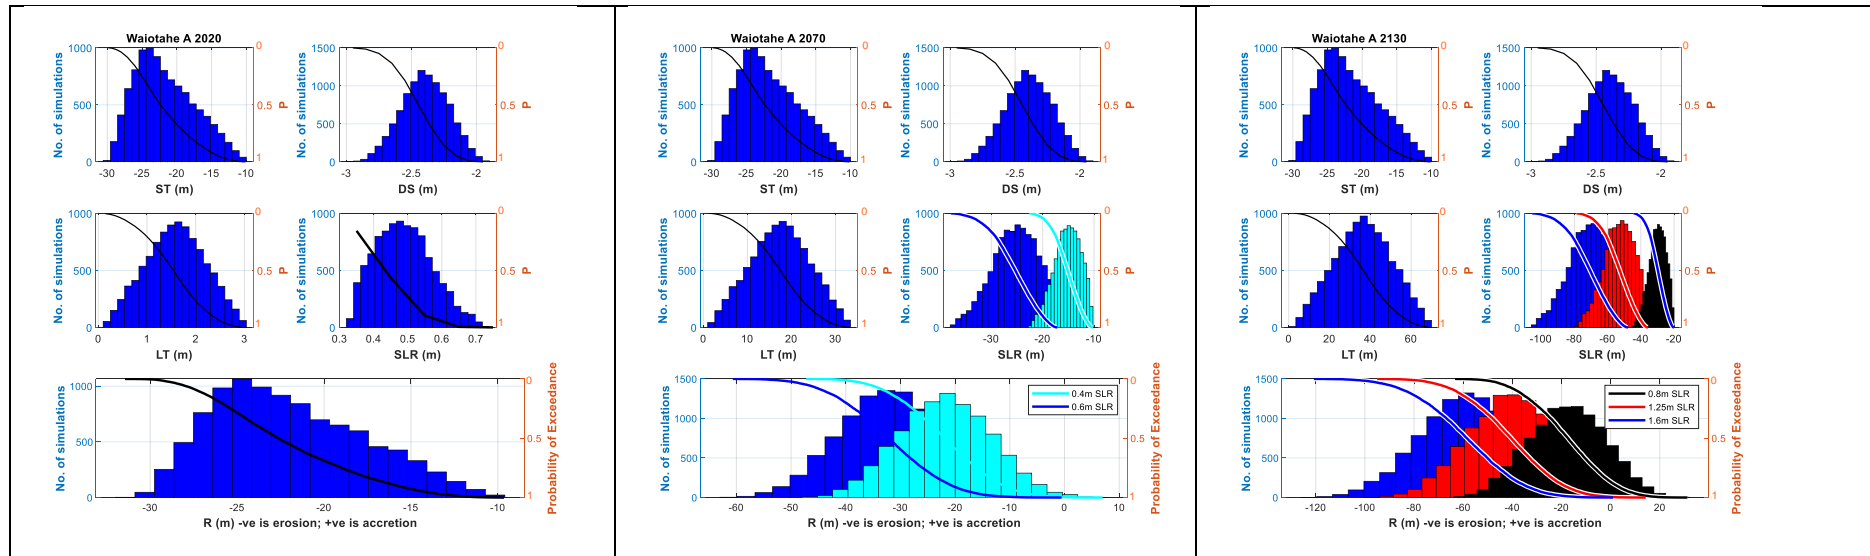 Waiotahe A 2020
No. of simulations
1000
500
0
-30 -25 -20 -15 -10
ST (m)
0
0.5
1
P
No. of simulations
1500
1000
500
0
-3 -2.5 -2
DS (m)
0
0.5
1
P
No. of simulations
1000
500
0
0 1 2 3
LT (m)
0
0.5
1
P
No. of simulations
1000
500
0
0.3 0.4 0.5 0.6 0.7
SLR (m)
0
0.5
1
P
No. of simulations
1000
500
0
-30 -25 -20 -15 -10
R (m) -ve is erosion; +ve is accretion
0
0.5
1
Probability of Exceedance
Waiotahe A 2070
No. of simulations
1000
500
0
-30 -25 -20 -15 -10
ST (m)
0
0.5
1
P
No. of simulations
1500
1000
500
0
-3 -2.5 -2
DS (m)
0
0.5
1
P
No. of simulations
1000
500
0
0 10 20 30
LT (m)
0
0.5
1
P
No. of simulations
1000
500
0
-30 -20 -10
SLR (m)
0
0.5
1
P
No. of simulations
1500
1000
500
0
-60 -50 -40 -30 -20 -10 0 10
R (m) -ve is erosion; +ve is accretion
0.4m SLR
0.6m SLR
0
0.5
1
Probability of Exceedance
Waiotahe A 2130
No. of simulations
1000
500
0
-30 -25 -20 -15 -10
ST (m)
0
0.5
1
P
No. of simulations
1500
1000
500
0
-3 -2.5 -2
DS (m)
0
0.5
1
P
No. of simulations
1000
500
0
0 20 40 60
LT (m)
0
0.5
1
P
No. of simulations
1000
500
0
-100 -80 -60 -40 -20
SLR (m)
0
0.5
1
P
No. of simulations
1500
1000
500
0
-120 -100 -80 -60 -40 -20 0 20
R (m) -ve is erosion; +ve is accretion
0.8m SLR
1.25m SLR
1.6m SLR
0
0.5
1
Probability of Exceedance